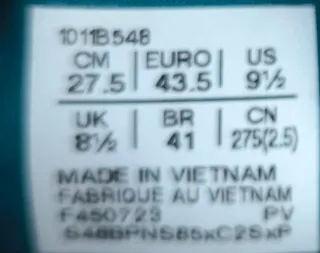 1011B548
CM | EURO | US
27.5 | 43.5 | 9½
UK | BR | CN
8½ | 41 | 275(2.5)
MADE IN VIETNAM
FABRIQUE AU VIETNAM
F450723 PV